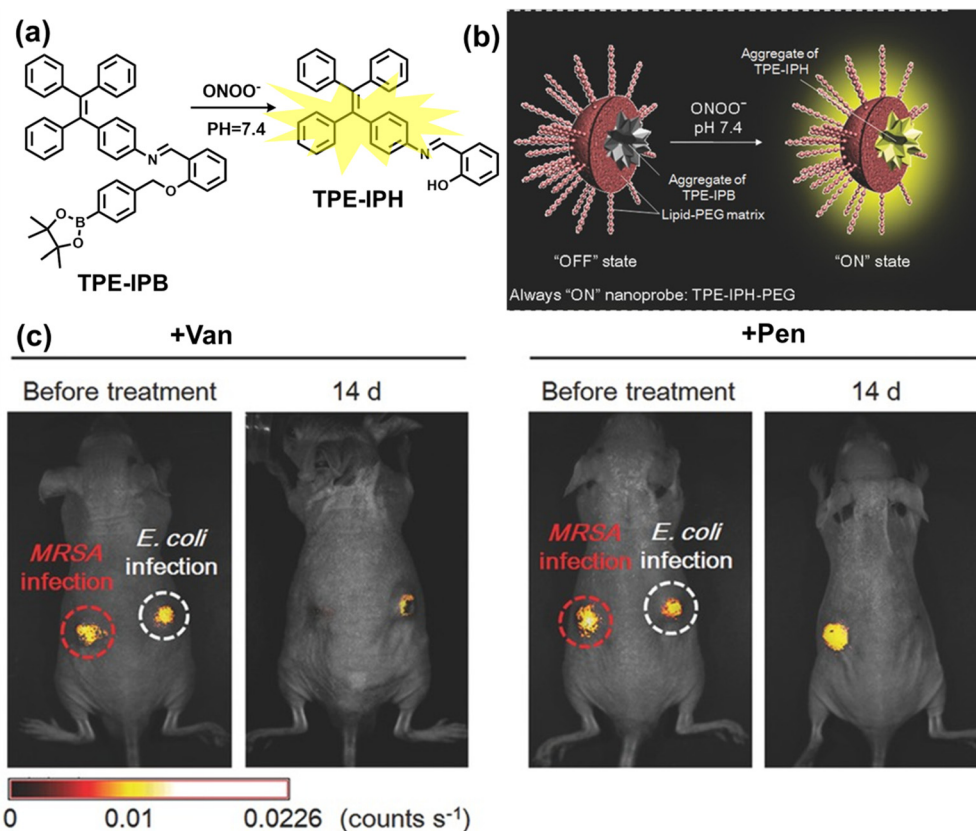 (a)
ONOO⁻
PH=7.4
N
O
O
B
O
TPE-IPB
N
HO
TPE-IPH
(b)
Aggregate of
TPE-IPH
ONOO⁻
pH 7.4
Aggregate of
TPE-IPB
Lipid-PEG matrix
"OFF" state
"ON" state
Always "ON" nanoprobe: TPE-IPH-PEG
(c)
+Van
+Pen
Before treatment
14 d
Before treatment
14 d
MRSA
infection
E. coli
infection
MRSA
infection
E. coli
infection
0 0.01 0.0226 (counts s⁻¹)